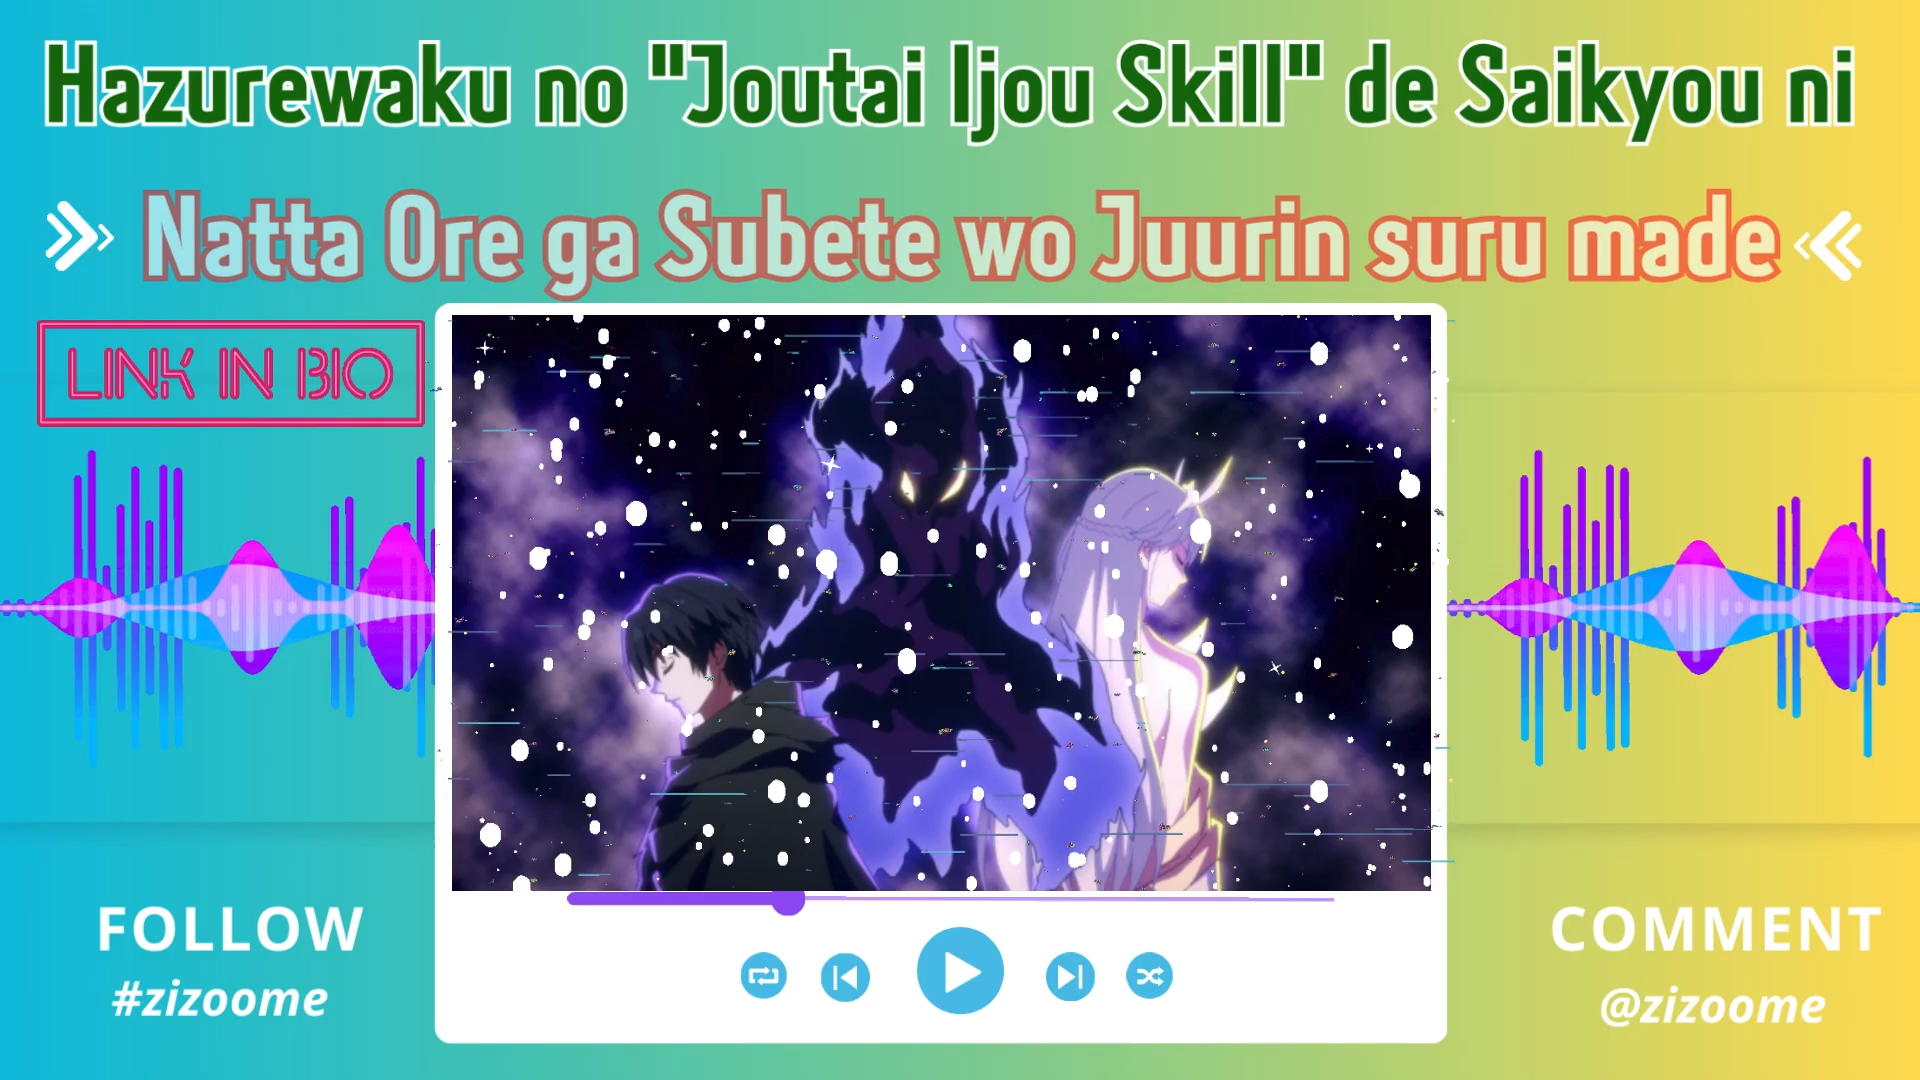 Hazurewaku no "Joutai Ijou Skill" de Saikyou ni
Natta Ore ga Subete wo Juurin suru made
LINK IN BIO
FOLLOW
#zizoome
COMMENT
@zizoome